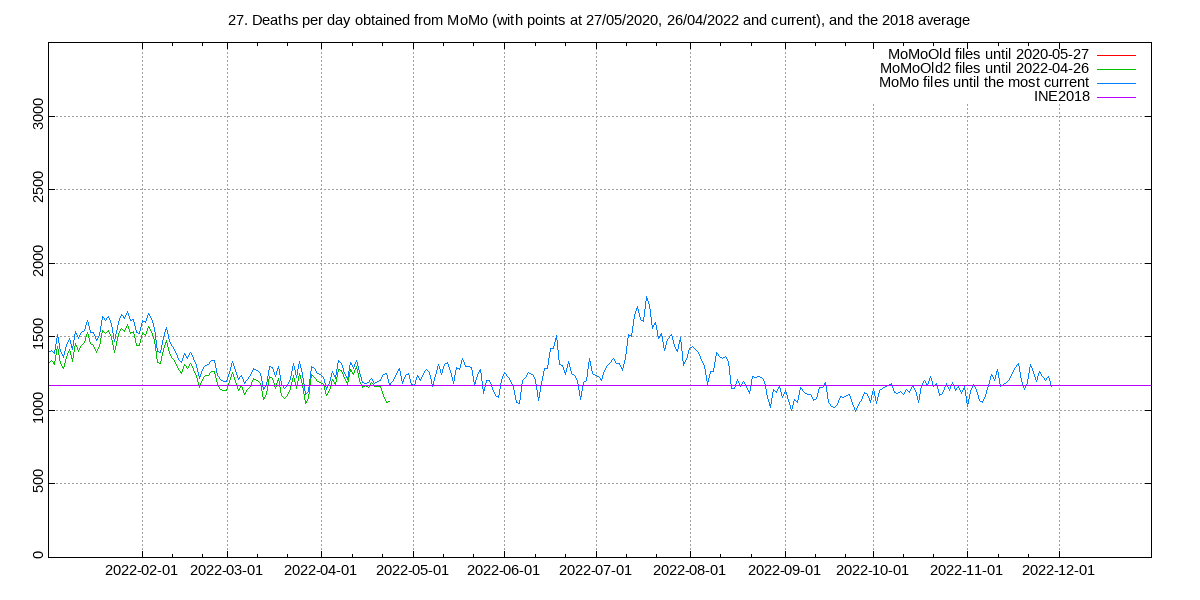 27. Deaths per day obtained from MoMo (with points at 27/05/2020, 26/04/2022 and current), and the 2018 average
MoMoOld files until 2020-05-27
MoMoOld2 files until 2022-04-26
MoMo files until the most current
INE2018
3000
2500
2000
1500
1000
500
0
2022-02-01 2022-03-01 2022-04-01 2022-05-01 2022-06-01 2022-07-01 2022-08-01 2022-09-01 2022-10-01 2022-11-01 2022-12-01